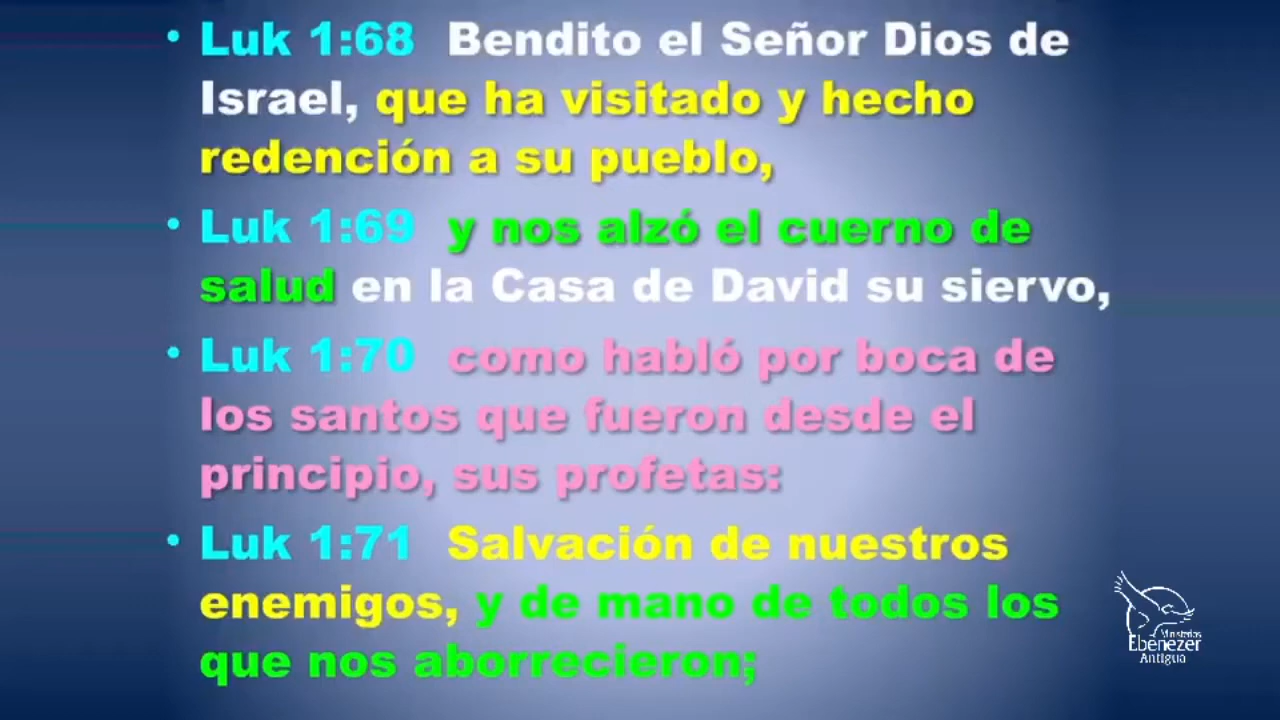 • Luk 1:68 Bendito el Señor Dios de
Israel, que ha visitado y hecho
redención a su pueblo,
• Luk 1:69 y nos alzó el cuerno de
salud en la Casa de David su siervo,
• Luk 1:70 como habló por boca de
los santos que fueron desde el
principio, sus profetas:
• Luk 1:71 Salvación de nuestros
enemigos, y de mano de todos los
que nos aborrecieron;
Ministerios
Ebenezer
Antigua